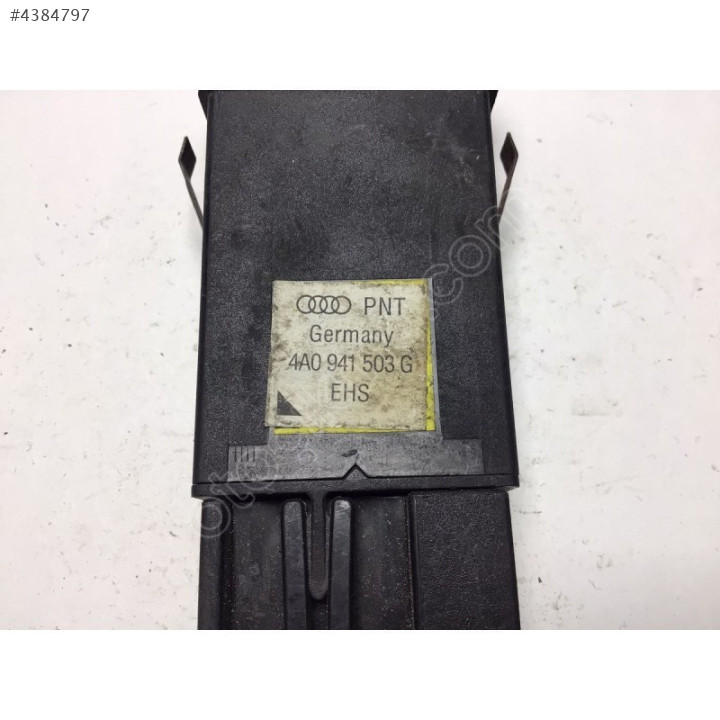 #4384797
PNT
Germany
4A0 941 503 G
EHS